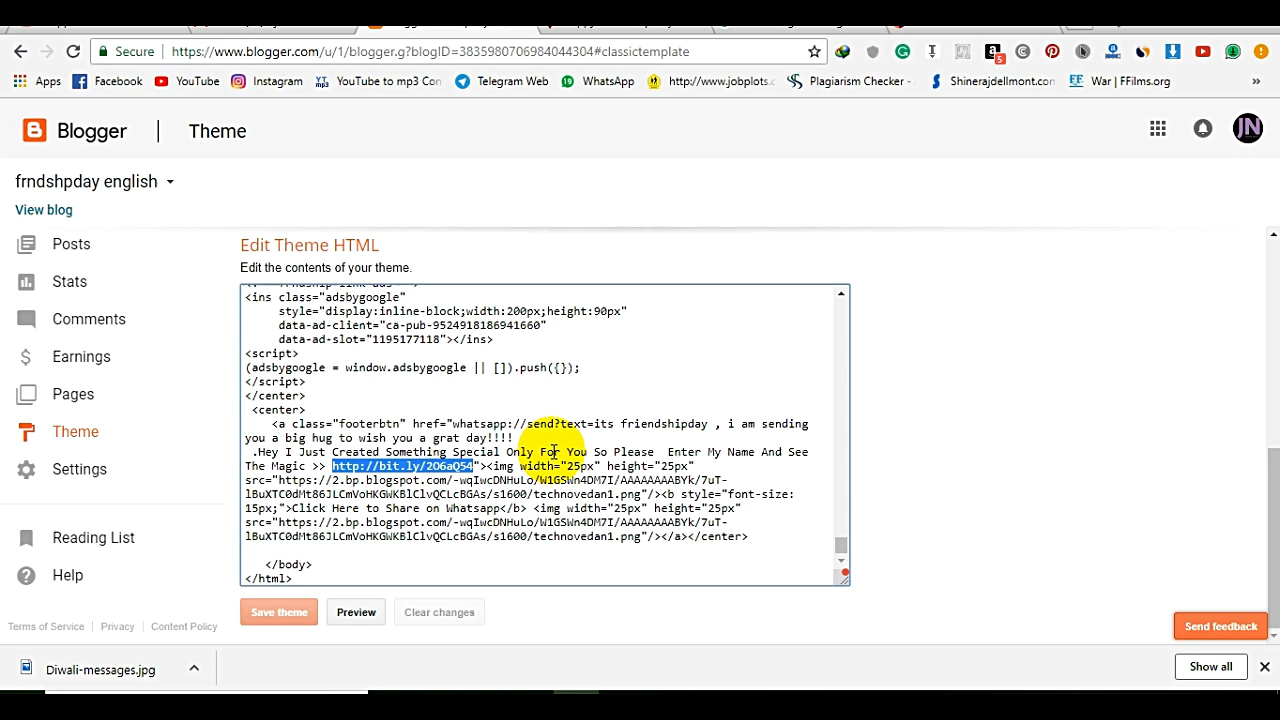 Secure
https://www.blogger.com/u/1/blogger.g?blogID=3835980706984044304#classictemplate
5
Apps
Facebook
YouTube
Instagram
YouTube to mp3 Con
Telegram Web
WhatsApp
http://www.jobplots.c
Plagiarism Checker -
Shinerajdellmont.com
War | FFilms.org
»
Blogger
Theme
JN
frndshpday english
View blog
Posts
Stats
Comments
Earnings
Pages
Theme
Settings
Reading List
Help
Terms of Service | Privacy | Content Policy
Edit Theme HTML
Edit the contents of your theme.
<ins class="adsbygoogle"
style="display:inline-block;width:200px;height:90px"
data-ad-client="ca-pub-9524918186941660"
data-ad-slot="1195177118"></ins>
<script>
(adsbygoogle = window.adsbygoogle || []).push({});
</script>
</center>
<center>
<a class="footerbtn" href="whatsapp://send?text=its friendshipday , i am sending
you a big hug to wish you a grat day!!!!
.Hey I Just Created Something Special Only For You So Please Enter My Name And See
The Magic >> http://bit.ly/2O6aQ54"><img width="25px" height="25px"
src="https://2.bp.blogspot.com/-wqIwcDNHuLo/W1GSWn4DM7I/AAAAAAAABYk/7uT-
lBuXTC0dMt86JLCmVoHKGWKBlClvQCLcBGAs/s1600/technovedan1.png"/><b style="font-size:
15px;">Click Here to Share on Whatsapp</b> <img width="25px" height="25px"
src="https://2.bp.blogspot.com/-wqIwcDNHuLo/W1GSWn4DM7I/AAAAAAAABYk/7uT-
lBuXTC0dMt86JLCmVoHKGWKBlClvQCLcBGAs/s1600/technovedan1.png"/></a></center>
</body>
</html>
Save theme
Preview
Clear changes
Send feedback
Diwali-messages.jpg
Show all